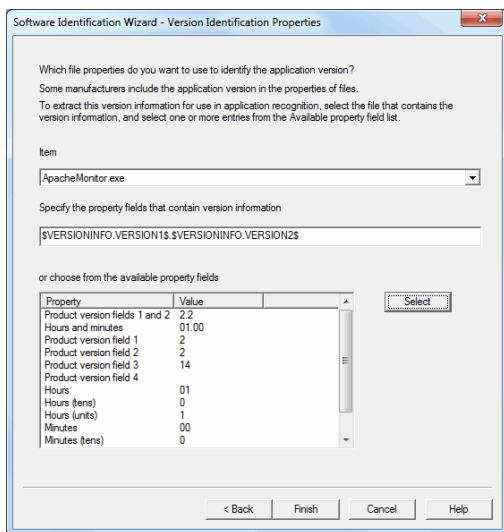 Software Identification Wizard - Version Identification Properties
Which file properties do you want to use to identify the application version?
Some manufacturers include the application version in the properties of files.
To extract this version information for use in application recognition, select the file that contains the
version information, and select one or more entries from the Available property field list.
Item
ApacheMonitor.exe
Specify the property fields that contain version information
$VERSIONINFO.VERSION1$.$VERSIONINFO.VERSION2$
or choose from the available property fields
Select
Property Value
Product version fields 1 and 2 2.2
Hours and minutes 01.00
Product version field 1 2
Product version field 2 2
Product version field 3 14
Product version field 4
Hours 01
Hours (tens) 0
Hours (units) 1
Minutes 00
Minutes (tens) 0
< Back Finish Cancel Help